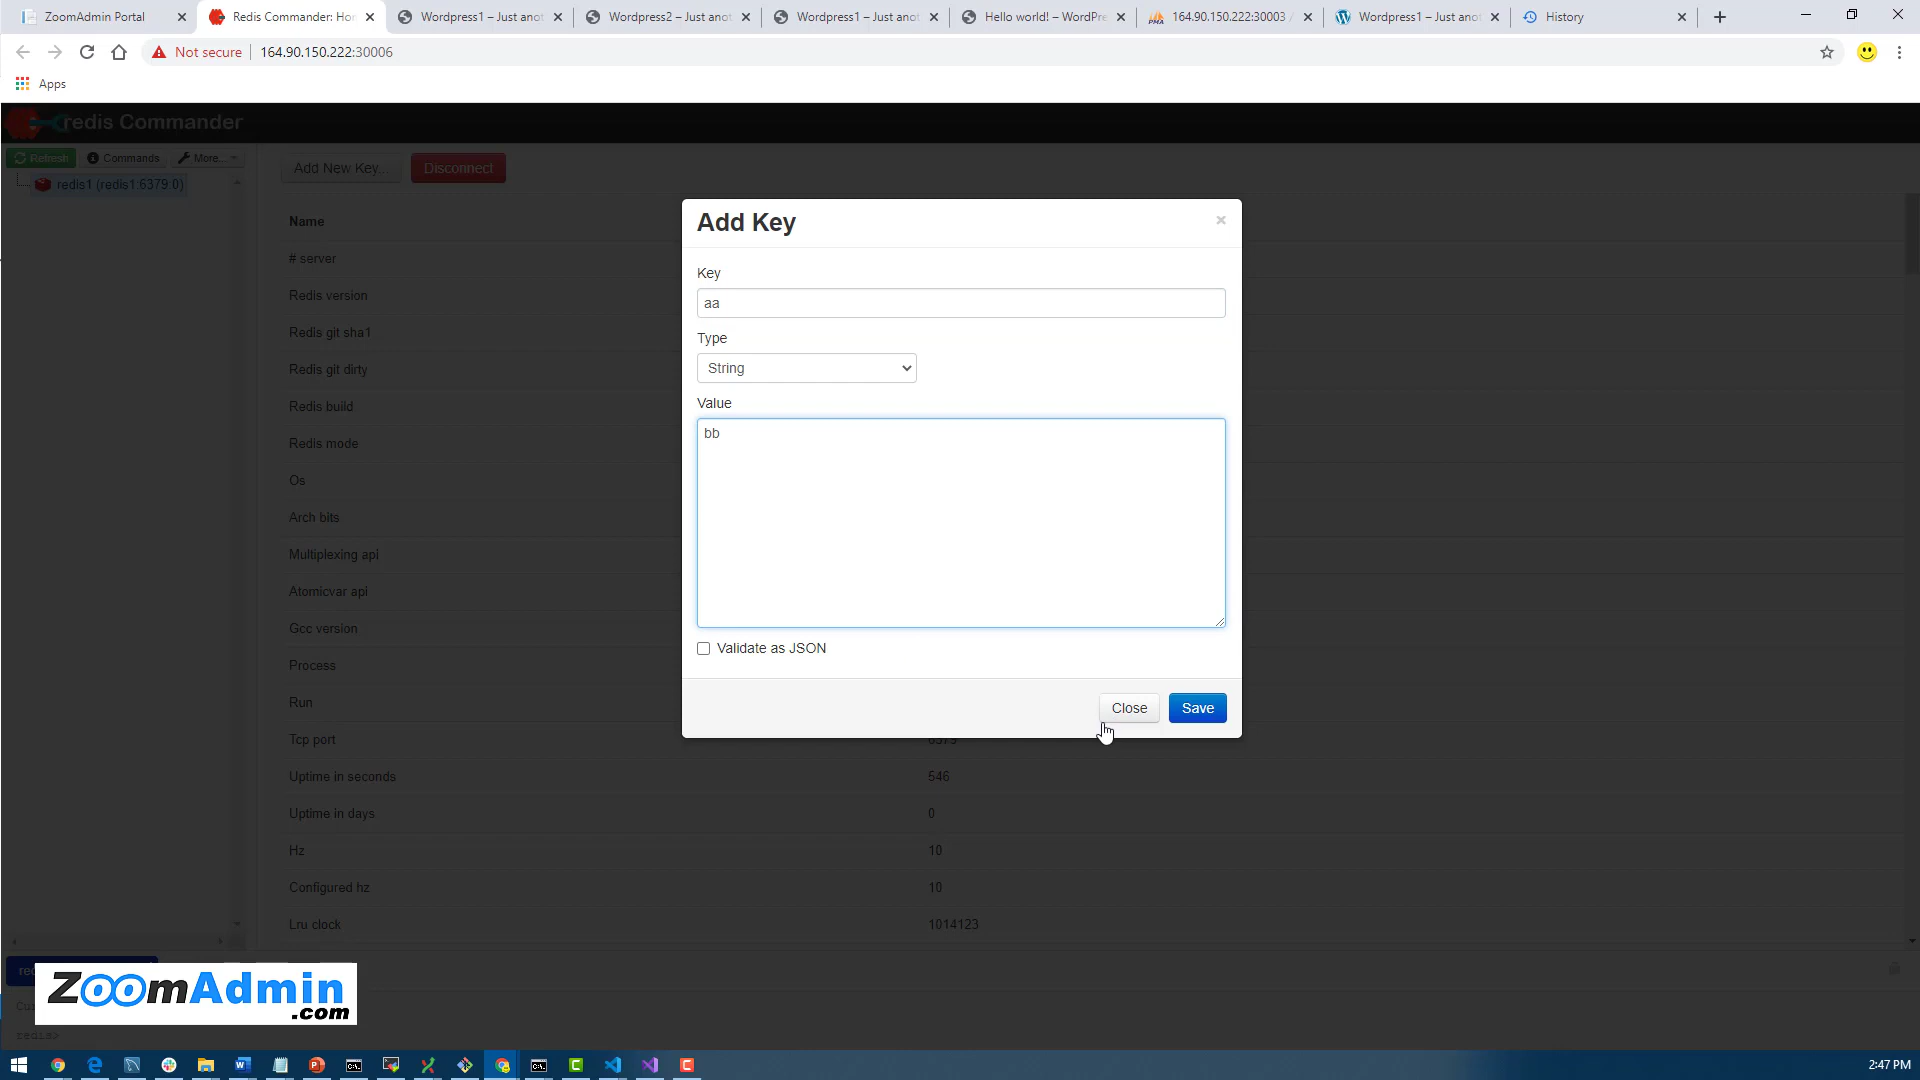 ZoomAdmin Portal
Redis Commander: Hom
Wordpress1 – Just anot
Wordpress2 – Just anot
Wordpress1 – Just anot
Hello world! – WordPre
164.90.150.222:30003 /
Wordpress1 – Just anot
History
Not secure
164.90.150.222:30006
Apps
redis Commander
Refresh
Commands
More...
redis1 (redis1:6379:0)
Add New Key...
Disconnect
Name
# server
Redis version
Redis git sha1
Redis git dirty
Redis build
Redis mode
Os
Arch bits
Multiplexing api
Atomicvar api
Gcc version
Process
Run
Tcp port 6379
Uptime in seconds 546
Uptime in days 0
Hz 10
Configured hz 10
Lru clock 1014123
Add Key
×
Key
aa
Type
String
Value
bb
Validate as JSON
Close
Save
ZoomAdmin
.com
redis>
2:47 PM